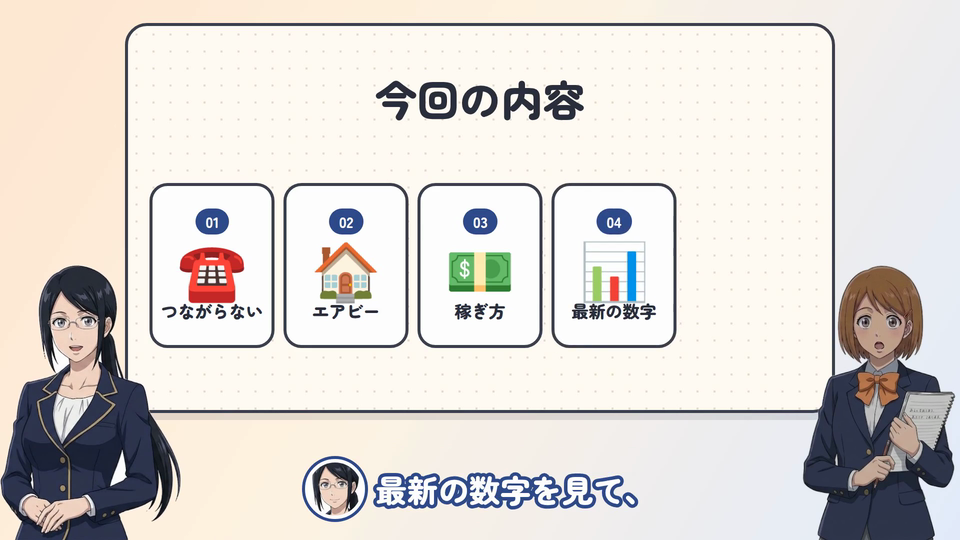 今回の内容
01
つながらない
02
エアビー
03
$
稼ぎ方
04
最新の数字
最新の数字を見て、